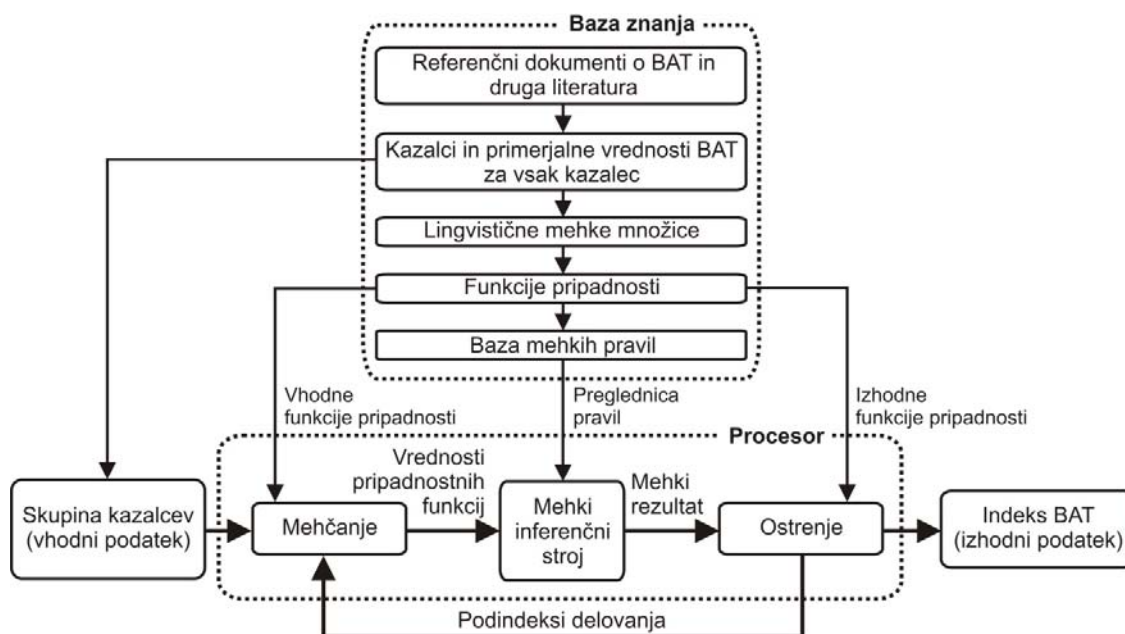 Baza znanja
Referenčni dokumenti o BAT in
druga literatura
Kazalci in primerjalne vrednosti BAT
za vsak kazalec
Lingvistične mehke množice
Funkcije pripadnosti
Baza mehkih pravil
Vhodne
funkcije pripadnosti
Preglednica
pravil
Izhodne
funkcije pripadnosti
Procesor
Skupina kazalcev
(vhodni podatek)
Mehčanje
Vrednosti
pripadnostnih
funkcij
Mehki
inferenčni
stroj
Mehki
rezultat
Ostrenje
Indeks BAT
(izhodni podatek)
Podindeksi delovanja